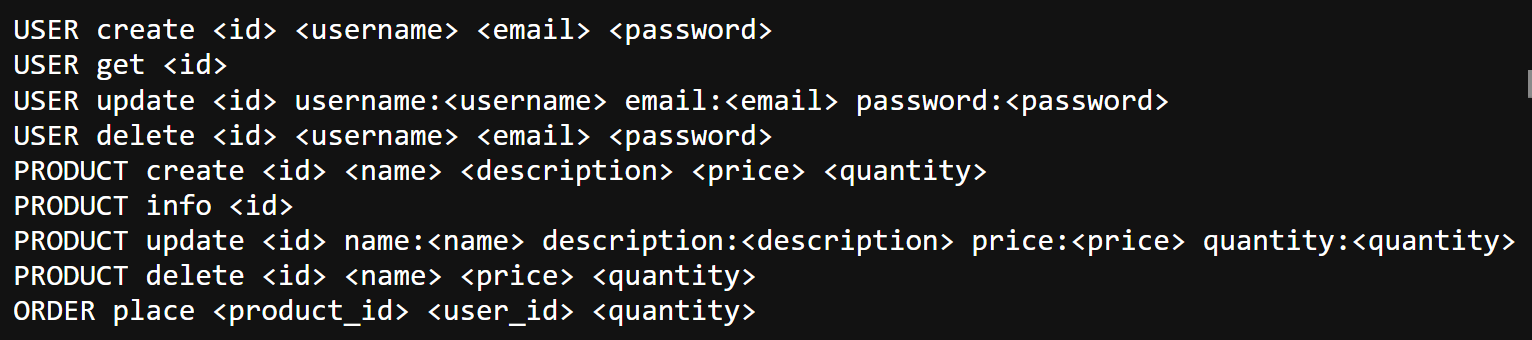 USER create <id> <username> <email> <password>
USER get <id>
USER update <id> username:<username> email:<email> password:<password>
USER delete <id> <username> <email> <password>
PRODUCT create <id> <name> <description> <price> <quantity>
PRODUCT info <id>
PRODUCT update <id> name:<name> description:<description> price:<price> quantity:<quantity>
PRODUCT delete <id> <name> <price> <quantity>
ORDER place <product_id> <user_id> <quantity>